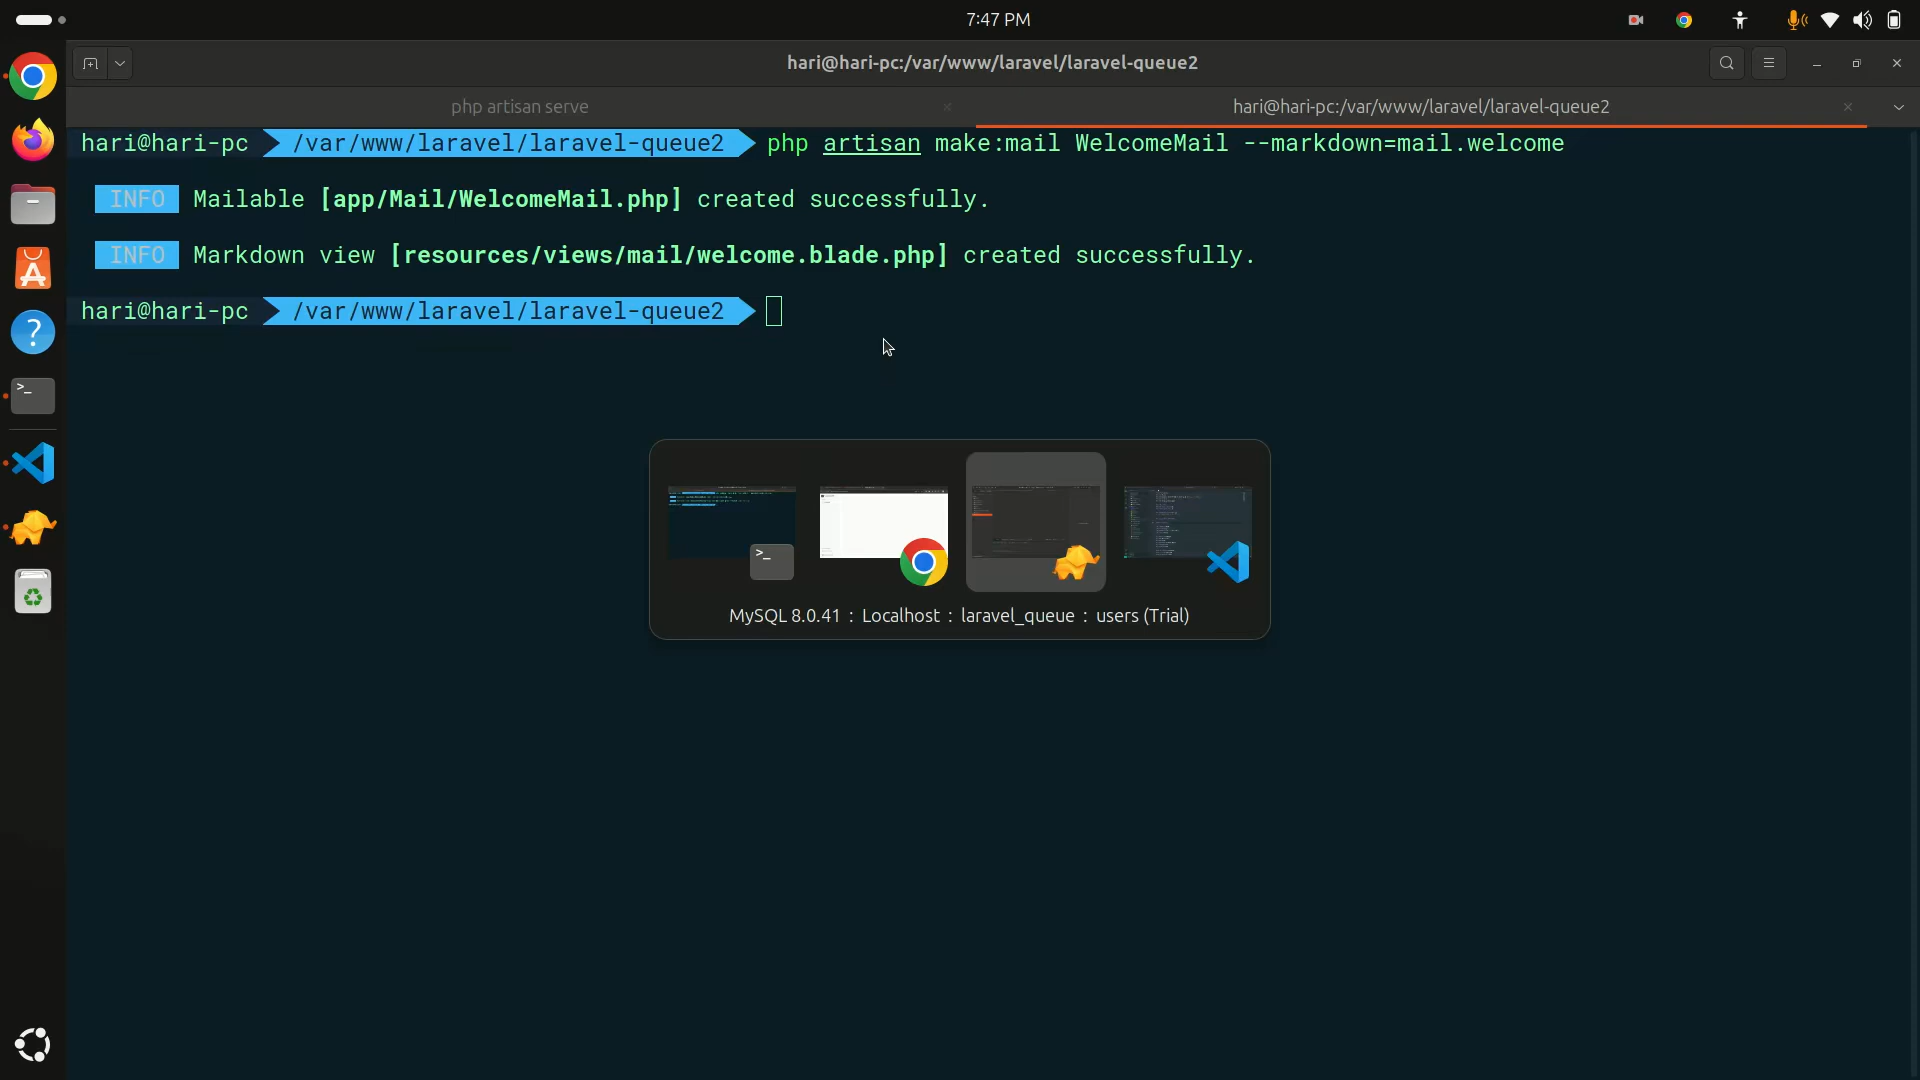 7:47 PM
hari@hari-pc:/var/www/laravel/laravel-queue2
php artisan serve
hari@hari-pc:/var/www/laravel/laravel-queue2
hari@hari-pc /var/www/laravel/laravel-queue2 php artisan make:mail WelcomeMail --markdown=mail.welcome
INFO Mailable [app/Mail/WelcomeMail.php] created successfully.
INFO Markdown view [resources/views/mail/welcome.blade.php] created successfully.
hari@hari-pc /var/www/laravel/laravel-queue2
MySQL 8.0.41 : Localhost : laravel_queue : users (Trial)